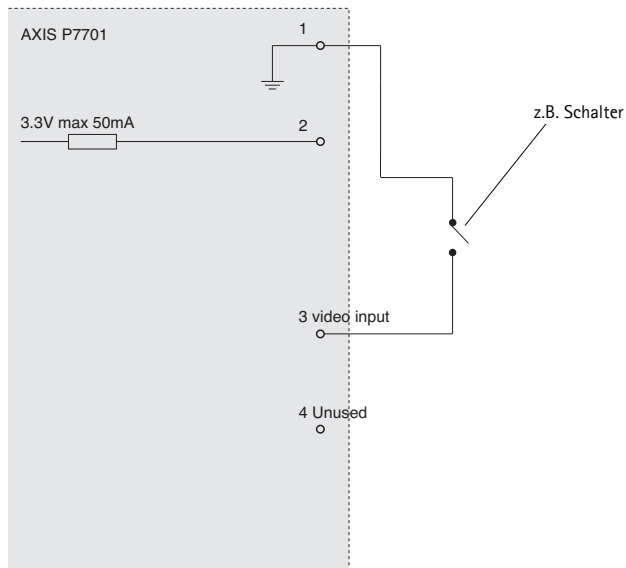 AXIS P7701
1
3.3V max 50mA
2
z.B. Schalter
3 video input
4 Unused